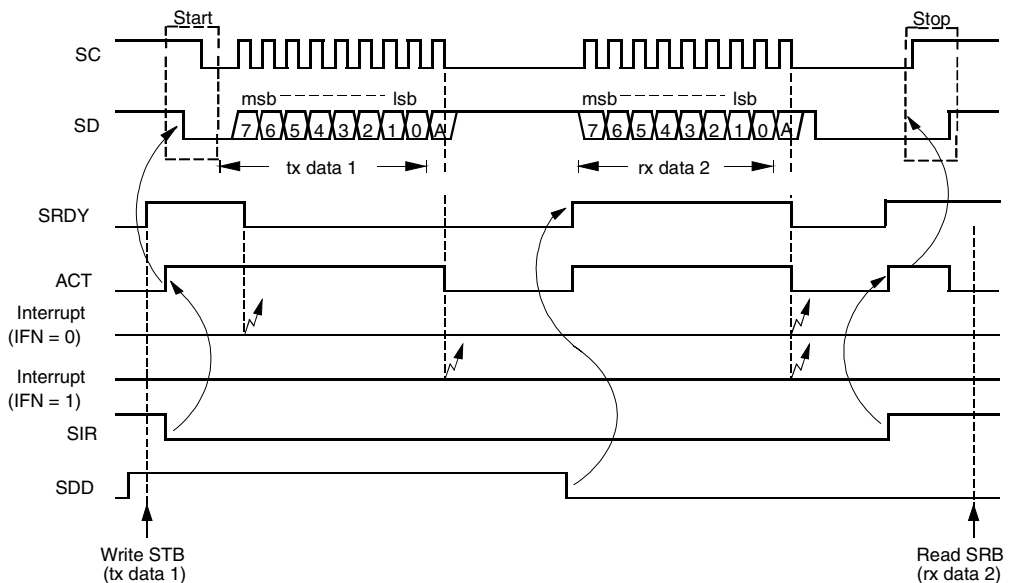 Start
Stop
SC
msb lsb
msb lsb
SD
7 6 5 4 3 2 1 0 A
7 6 5 4 3 2 1 0 A
tx data 1
rx data 2
SRDY
ACT
Interrupt
(IFN = 0)
Interrupt
(IFN = 1)
SIR
SDD
Write STB
(tx data 1)
Read SRB
(rx data 2)